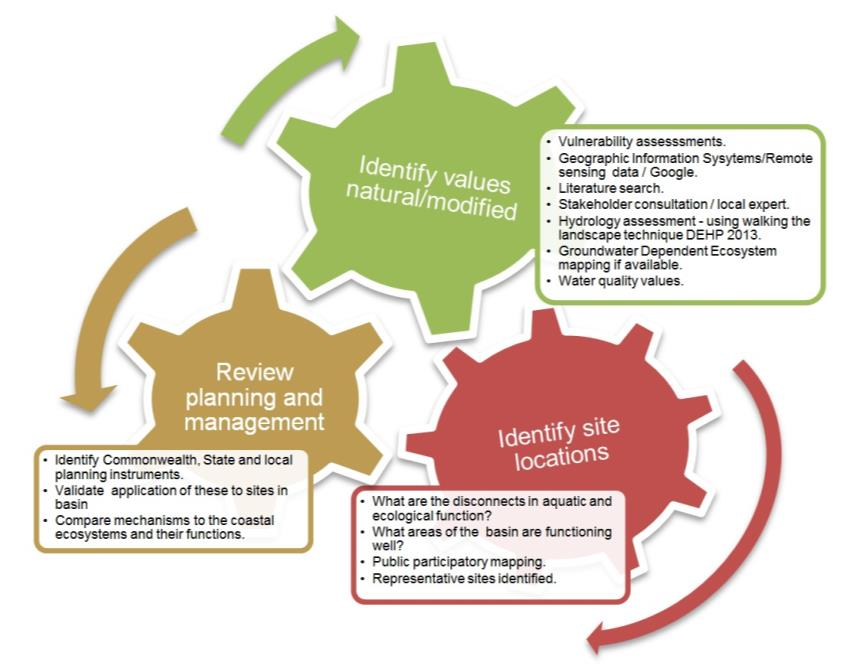 Identify values
natural/modified
• Vulnerability assesssments.
• Geographic Information Sysytems/Remote
sensing data / Google.
• Literature search.
• Stakeholder consultation / local expert.
• Hydrology assessment - using walking the
landscape technique DEHP 2013.
• Groundwater Dependent Ecosystem
mapping if available.
• Water quality values.
Review
planning and
management
• Identify Commonwealth, State and local
planning instruments.
• Validate application of these to sites in
basin
• Compare mechanisms to the coastal
ecosystems and their functions.
Identify site
locations
• What are the disconnects in aquatic and
ecological function?
• What areas of the basin are functioning
well?
• Public participatory mapping.
• Representative sites identified.